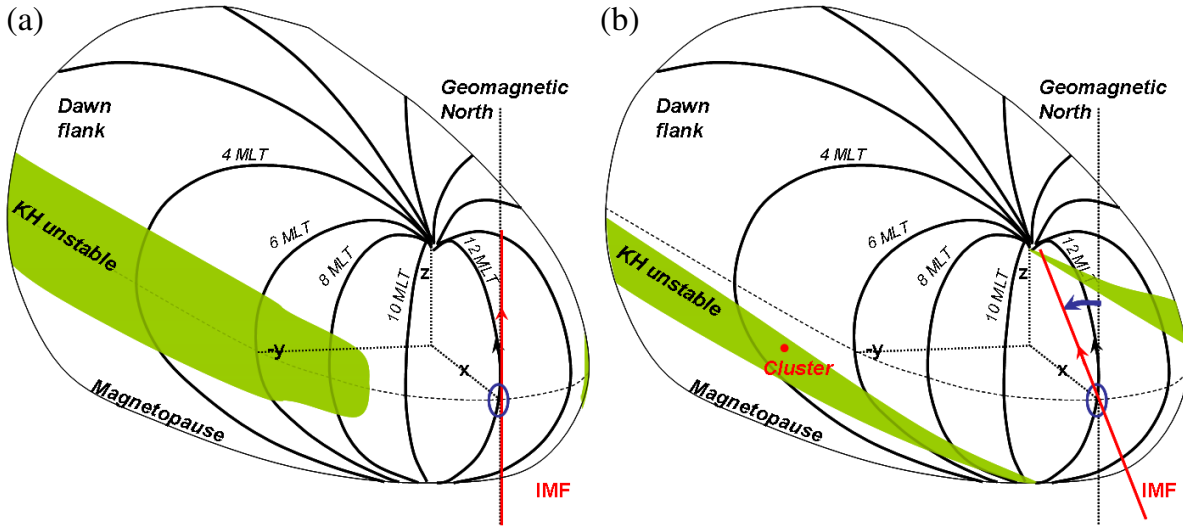 (a)
Geomagnetic
North
Dawn
flank
4 MLT
6 MLT
8 MLT
10 MLT
12 MLT
KH unstable
z
-y
x
Magnetopause
IMF
(b)
Geomagnetic
North
Dawn
flank
4 MLT
6 MLT
8 MLT
10 MLT
12 MLT
KH unstable
z
-y
x
Cluster
Magnetopause
IMF